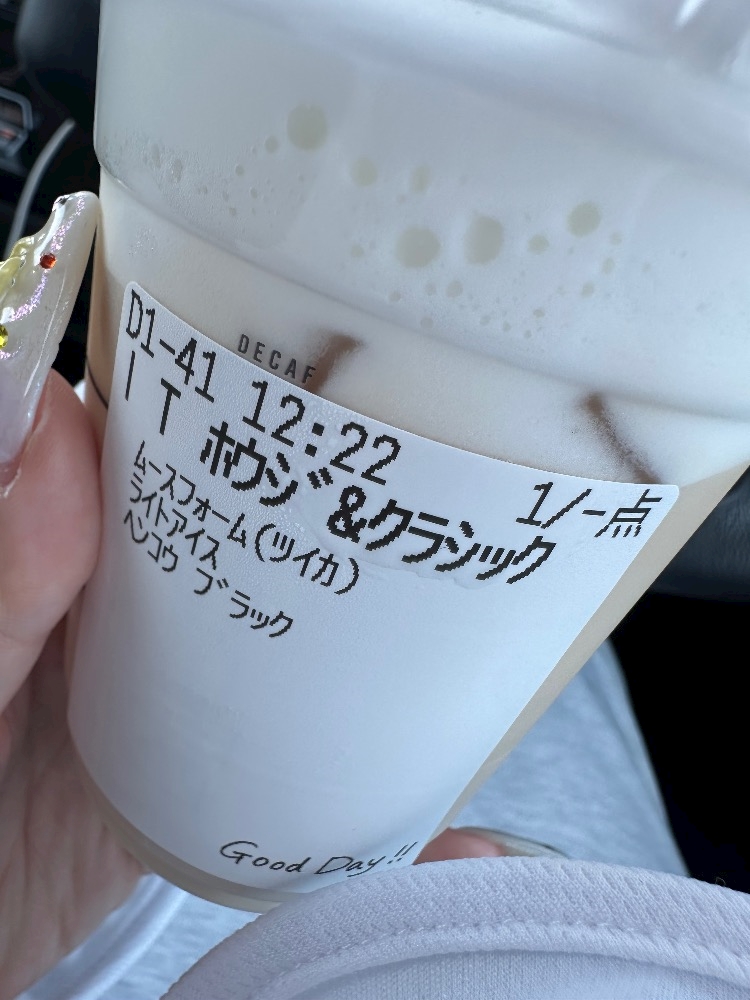 DECAF
D1-41 12:22 1/-点
I T ホウジ&クラシック
ムースフォーム(ツイカ)
ライトアイス
ヘンコウ ブラック
Good Day!!